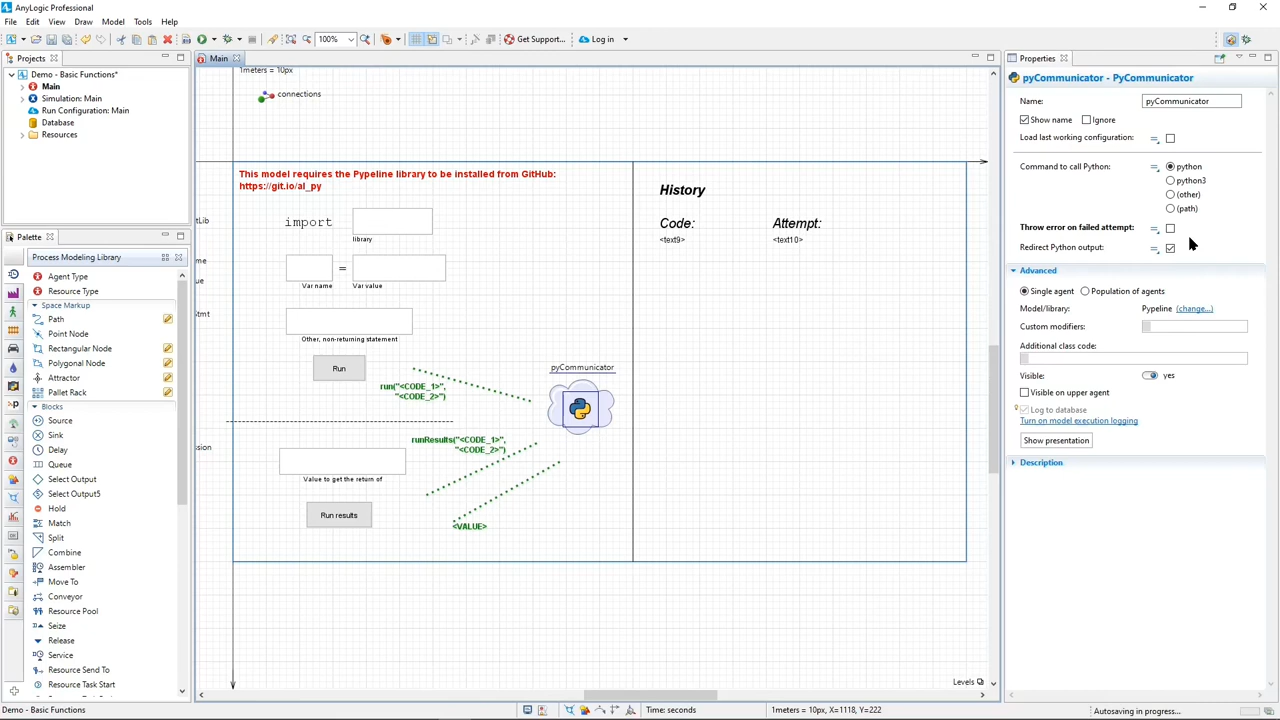 AnyLogic Professional
File Edit View Draw Model Tools Help
100% Get Support... Log in
Projects
Demo - Basic Functions*
Main
Simulation: Main
Run Configuration: Main
Database
Resources
Palette
Process Modeling Library
Agent Type
Resource Type
Space Markup
Path
Point Node
Rectangular Node
Polygonal Node
Attractor
Pallet Rack
Blocks
Source
Sink
Delay
Queue
Select Output
Select Output5
Hold
Match
Split
Combine
Assembler
Move To
Conveyor
Resource Pool
Seize
Release
Service
Resource Send To
Resource Task Start
Main
1meters = 10px
connections
This model requires the Pypeline library to be installed from GitHub:
https://git.io/al_py
tLib
import
library
me
=
ue
Var name Var value
Stmt
Other, non-returning statement
Run
run("<CODE_1>",
"<CODE_2>")
pyCommunicator
runResults("<CODE_1>",
"<CODE_2>")
ssion
Value to get the return of
Run results
<VALUE>
History
Code: Attempt:
<text9> <text10>
Levels
Properties
pyCommunicator - PyCommunicator
Name: pyCommunicator
Show name Ignore
Load last working configuration:
Command to call Python: python
python3
(other)
(path)
Throw error on failed attempt:
Redirect Python output:
Advanced
Single agent Population of agents
Model/library: Pypeline (change...)
Custom modifiers:
Additional class code:
Visible: yes
Visible on upper agent
Log to database
Turn on model execution logging
Show presentation
Description
Demo - Basic Functions Time: seconds 1meters = 10px, X=1118, Y=222 Autosaving in progress...